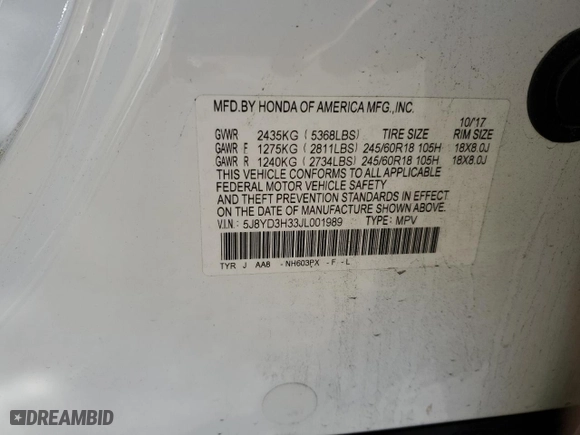 MFD.BY HONDA OF AMERICA MFG.,INC.
10/17
GWWR 2435KG (5368LBS) TIRE SIZE RIM SIZE
GAWR F 1275KG (2811LBS) 245/60R18 105H 18X8.0J
GAWR R 1240KG (2734LBS) 245/60R18 105H 18X8.0J
THIS VEHICLE CONFORMS TO ALL APPLICABLE
FEDERAL MOTOR VEHICLE SAFETY
AND THEFT PREVENTION STANDARDS IN EFFECT
ON THE DATE OF MANUFACTURE SHOWN ABOVE.
V.I.N: 5J8YD3H33JL001989 TYPE: MPV
TYR J AA8 -NH603PX -F -L
DREAMBID